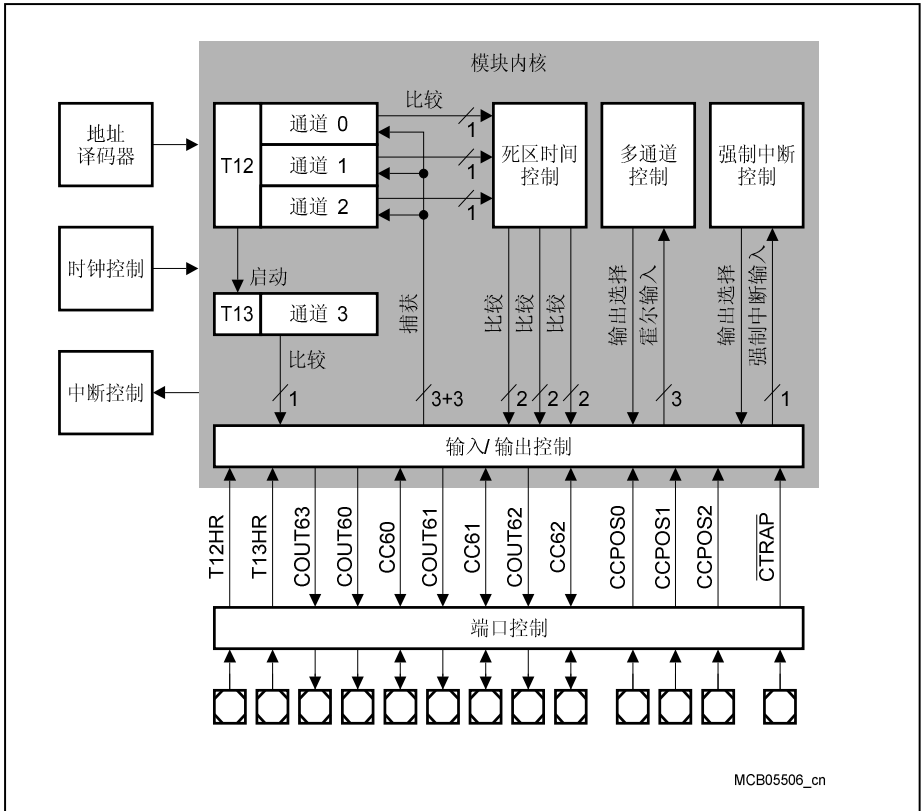 模块内核
地址
译码器
时钟控制
中断控制
T12
通道 0
通道 1
通道 2
比较
1
1
1
死区时间
控制
多通道
控制
强制中断
控制
启动
T13
通道 3
比较
1
捕获
3+3
比较
2
比较
2
比较
2
输出选择
霍尔输入
3
输出选择
强制中断输入
1
输入/ 输出控制
T12HR
T13HR
COUT63
COUT60
CC60
COUT61
CC61
COUT62
CC62
CCPOS0
CCPOS1
CCPOS2
CTRAP
端口控制
MCB05506_cn